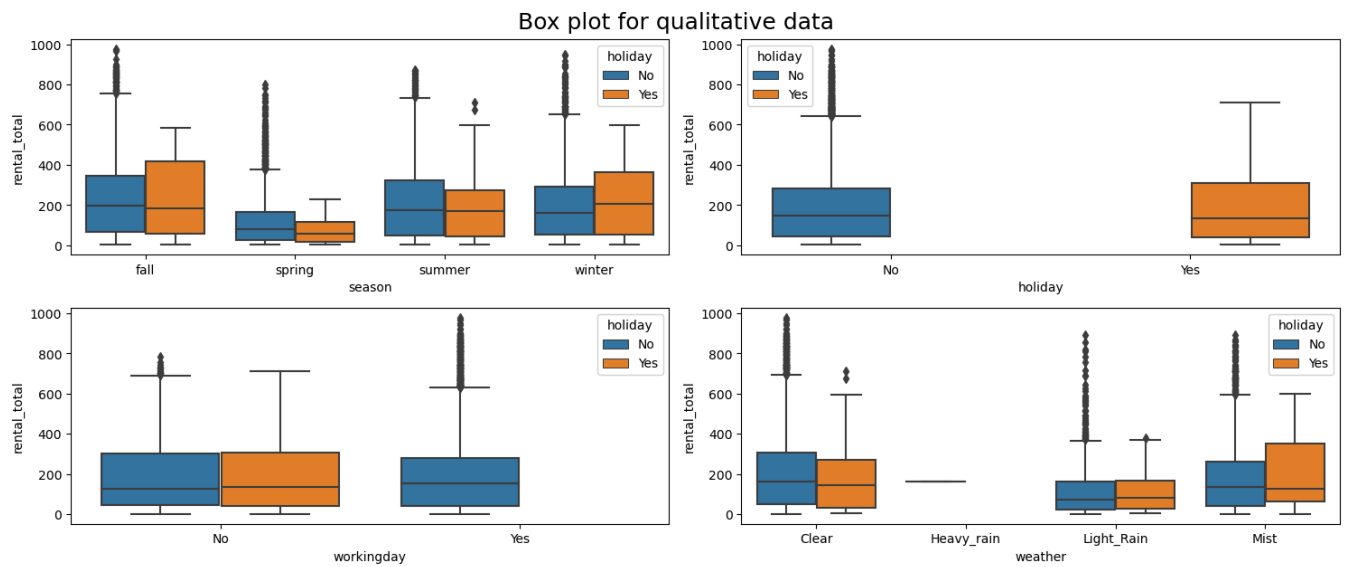 Box plot for qualitative data
1000
800
600
400
200
0
rental_total
holiday
No
Yes
fall
spring
summer
winter
season
1000
800
600
400
200
0
rental_total
holiday
No
Yes
No
Yes
holiday
1000
800
600
400
200
0
rental_total
holiday
No
Yes
No
Yes
workingday
1000
800
600
400
200
0
rental_total
holiday
No
Yes
Clear
Heavy_rain
Light_Rain
Mist
weather